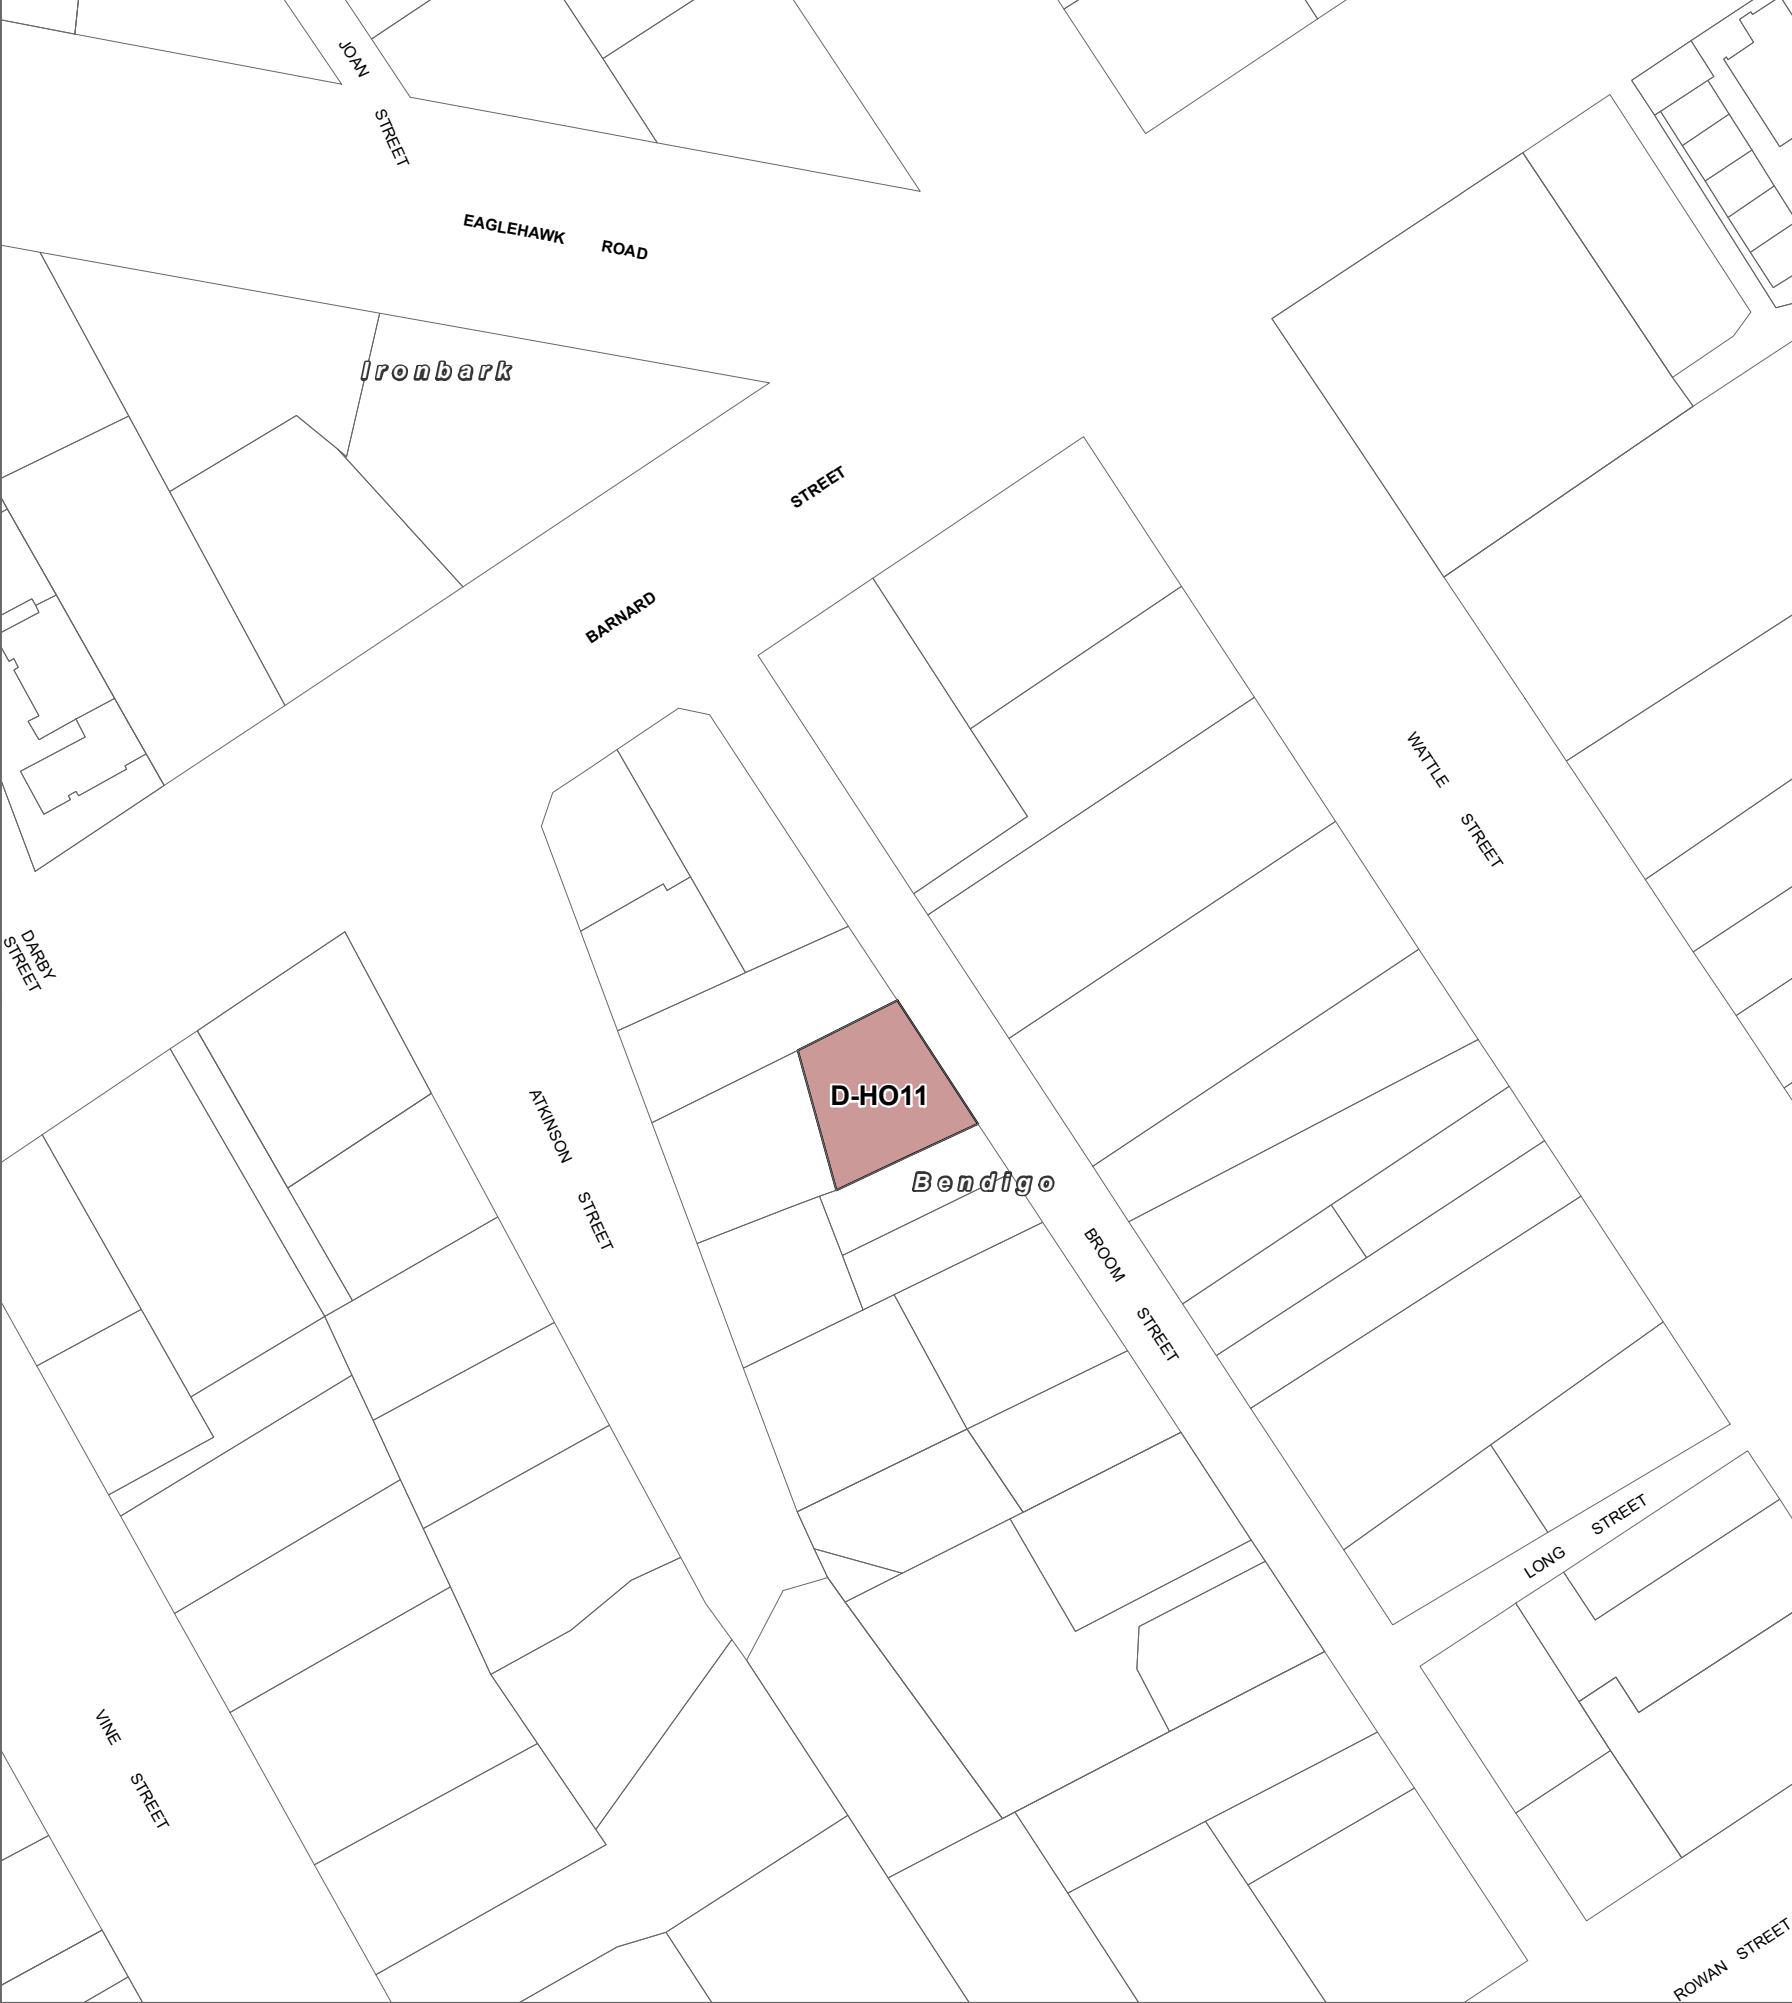 JOAN STREET
EAGLEHAWK ROAD
Ironbark
BARNARD STREET
WATTLE STREET
DARBY
STREET
D-HO11
ATKINSON STREET
Bendigo
BROOM STREET
LONG STREET
VINE STREET
ROWAN STREET